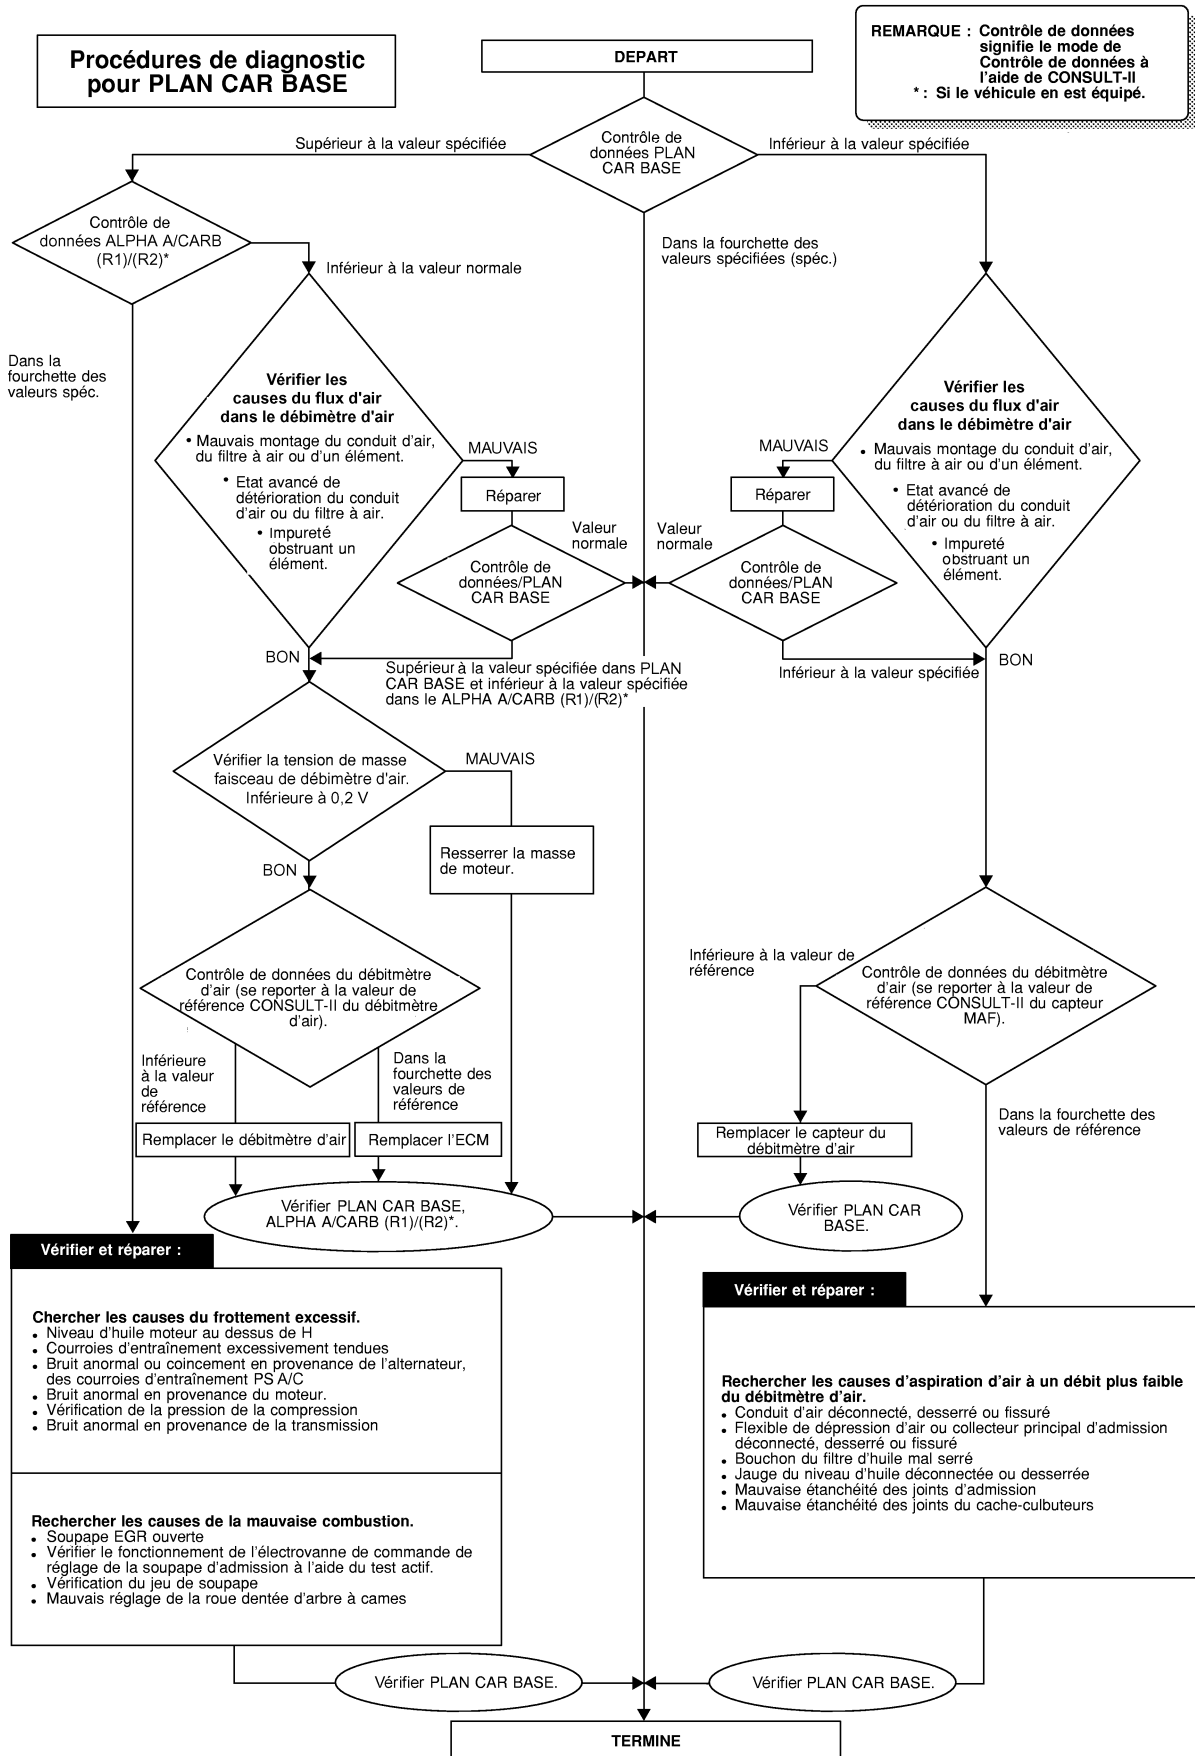 Procédures de diagnostic
pour PLAN CAR BASE
DEPART
REMARQUE : Contrôle de données
signifie le mode de
Contrôle de données à
l'aide de CONSULT-II
* : Si le véhicule en est équipé.
Contrôle de
données PLAN
CAR BASE
Supérieur à la valeur spécifiée
Inférieur à la valeur spécifiée
Contrôle de
données ALPHA A/CARB
(R1)/(R2)*
Inférieur à la valeur normale
Dans la fourchette des
valeurs spécifiées (spéc.)
Dans la
fourchette des
valeurs spéc.
Vérifier les
causes du flux d'air
dans le débimètre d'air
• Mauvais montage du conduit d'air,
du filtre à air ou d'un élément.
• Etat avancé de
détérioration du conduit
d'air ou du filtre à air.
• Impureté
obstruant un
élément.
MAUVAIS
Réparer
Valeur
normale
Contrôle de
données/PLAN
CAR BASE
MAUVAIS
Réparer
Valeur
normale
Contrôle de
données/PLAN
CAR BASE
Vérifier les
causes du flux d'air
dans le débimètre d'air
• Mauvais montage du conduit d'air,
du filtre à air ou d'un élément.
• Etat avancé de
détérioration du conduit
d'air ou du filtre à air.
• Impureté
obstruant un
élément.
BON
Supérieur à la valeur spécifiée dans PLAN
CAR BASE et inférieur à la valeur spécifiée
dans le ALPHA A/CARB (R1)/(R2)*
Inférieur à la valeur spécifiée
BON
Vérifier la tension de masse
faisceau de débimètre d'air.
Inférieure à 0,2 V
MAUVAIS
Resserrer la masse
de moteur.
BON
Contrôle de données du débitmètre
d'air (se reporter à la valeur de
référence CONSULT-II du débitmètre
d'air).
Inférieure à la valeur de
référence
Contrôle de données du débitmètre
d'air (se reporter à la valeur de
référence CONSULT-II du capteur
MAF).
Inférieure
à la valeur
de
référence
Dans la
fourchette des
valeurs de
référence
Dans la fourchette des
valeurs de référence
Remplacer le débitmètre d'air
Remplacer l'ECM
Remplacer le capteur du
débitmètre d'air
Vérifier PLAN CAR BASE,
ALPHA A/CARB (R1)/(R2)*.
Vérifier PLAN CAR
BASE.
Vérifier et réparer :
Chercher les causes du frottement excessif.
• Niveau d'huile moteur au dessus de H
• Courroies d'entraînement excessivement tendues
• Bruit anormal ou coincement en provenance de l'alternateur,
des courroies d'entraînement PS A/C
• Bruit anormal en provenance du moteur.
• Vérification de la pression de la compression
• Bruit anormal en provenance de la transmission
Rechercher les causes de la mauvaise combustion.
• Soupape EGR ouverte
• Vérifier le fonctionnement de l'électrovanne de commande de
réglage de la soupape d'admission à l'aide du test actif.
• Vérification du jeu de soupape
• Mauvais réglage de la roue dentée d'arbre à cames
Vérifier et réparer :
Rechercher les causes d'aspiration d'air à un débit plus faible
du débitmètre d'air.
• Conduit d'air déconnecté, desserré ou fissuré
• Flexible de dépression d'air ou collecteur principal d'admission
déconnecté, desserré ou fissuré
• Bouchon du filtre d'huile mal serré
• Jauge du niveau d'huile déconnectée ou desserrée
• Mauvaise étanchéité des joints d'admission
• Mauvaise étanchéité des joints du cache-culbuteurs
Vérifier PLAN CAR BASE.
Vérifier PLAN CAR BASE.
TERMINE